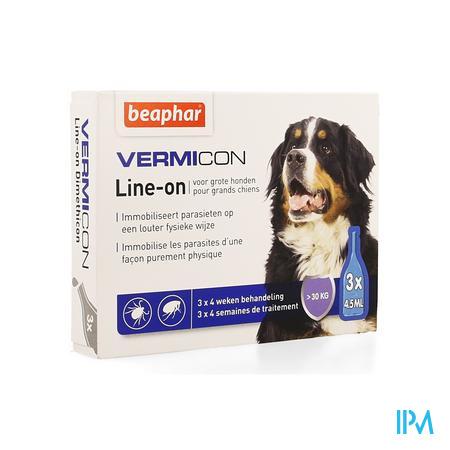 beaphar
VERMICON
Line-on
voor grote honden
pour grands chiens
Immobiliseert parasieten op
een louter fysieke wijze
Immobilise les parasites d'une
façon purement physique
3 x 4 weken behandeling
3 x 4 semaines de traitement
>30 KG
3x
4,5ML
VERMICON
Line-on Dimethicon
3x
IPM